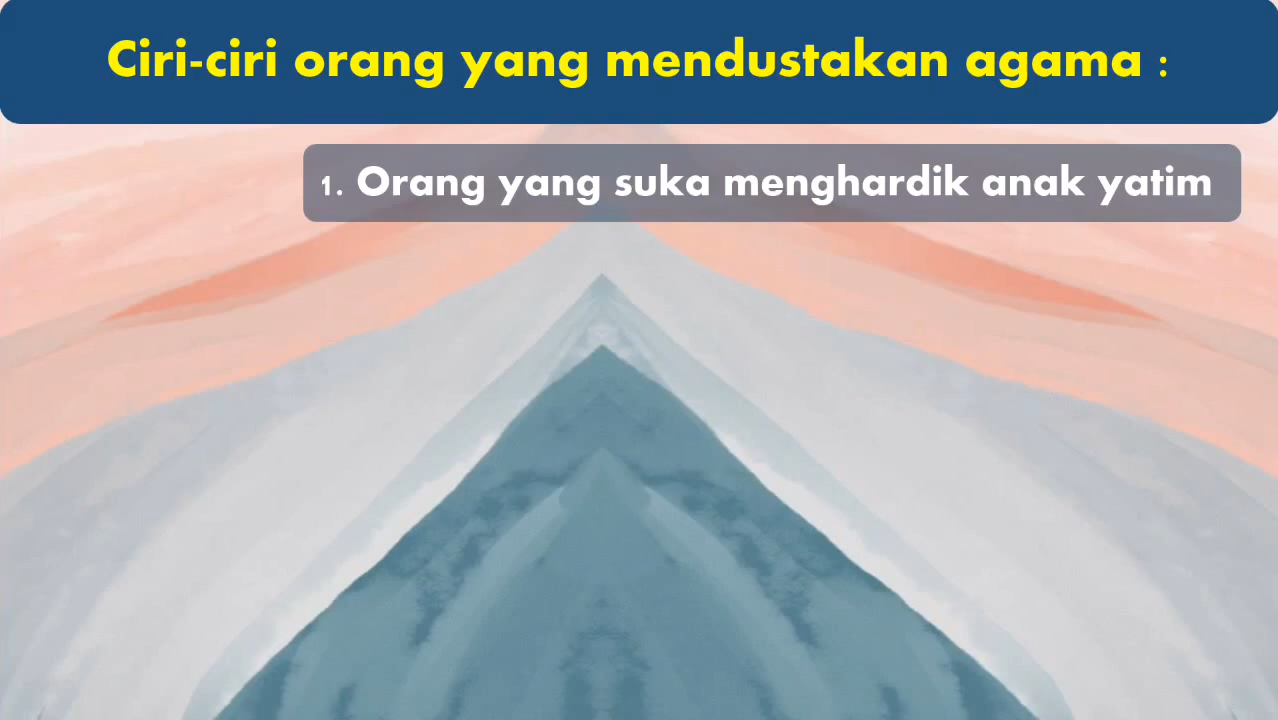 Ciri-ciri orang yang mendustakan agama :
1. Orang yang suka menghardik anak yatim